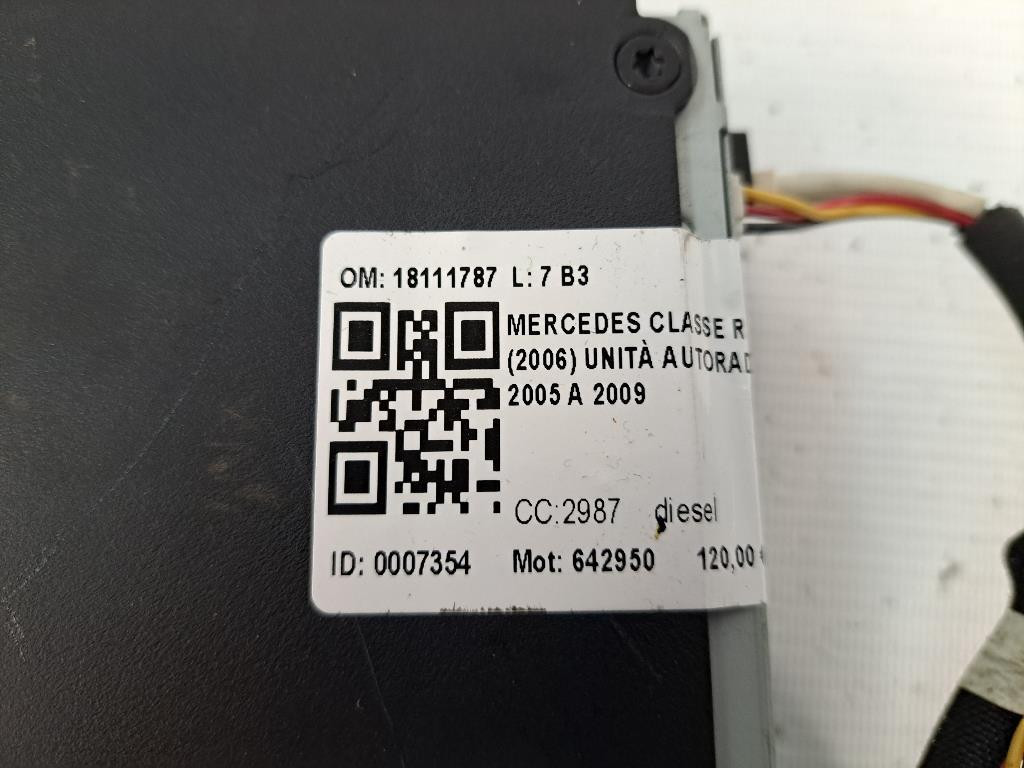 OM: 18111787 L: 7 B3
MERCEDES CLASSE R
(2006) UNITÀ AUTORAD
2005 A 2009
CC:2987 diesel
ID: 0007354 Mot: 642950 120,00 €